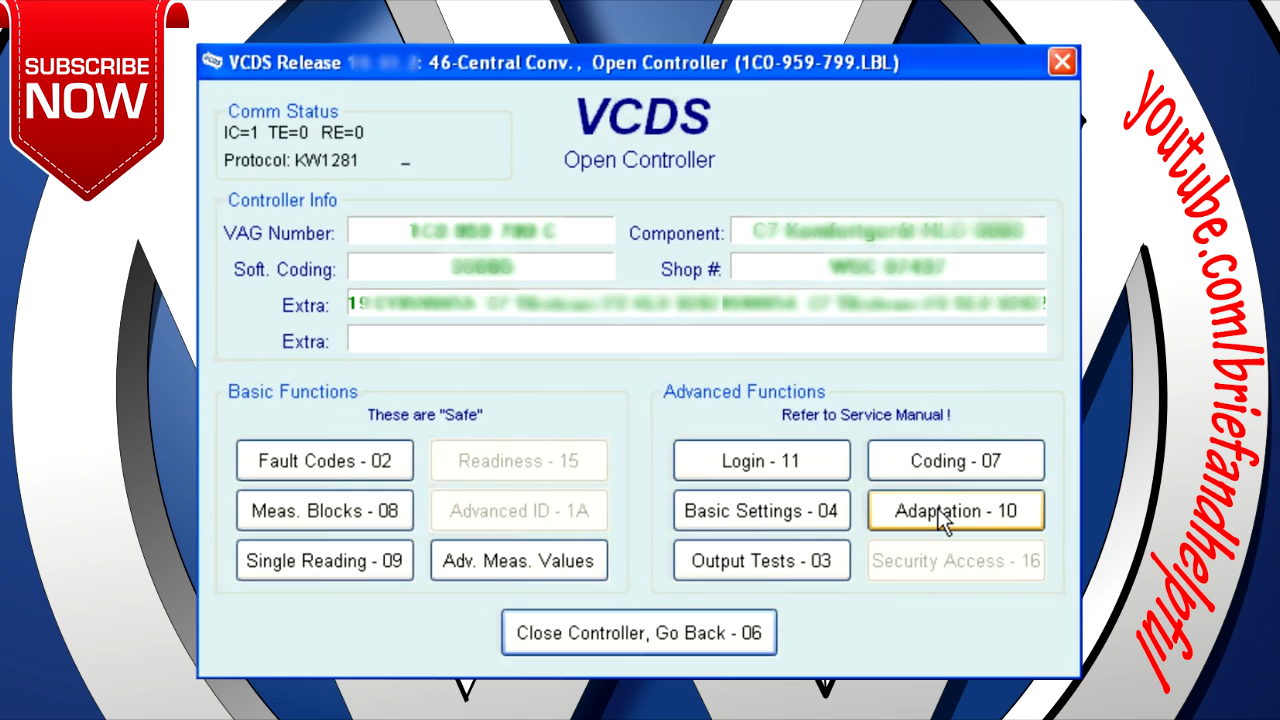 SUBSCRIBE
NOW
VCDS Release : 46-Central Conv., Open Controller (1C0-959-799.LBL)
Comm Status
IC=1 TE=0 RE=0
Protocol: KW1281 –
VCDS
Open Controller
Controller Info
VAG Number:
Component:
Soft. Coding:
Shop #:
Extra: 19
Extra:
Basic Functions
These are "Safe"
Fault Codes - 02
Readiness - 15
Meas. Blocks - 08
Advanced ID - 1A
Single Reading - 09
Adv. Meas. Values
Advanced Functions
Refer to Service Manual !
Login - 11
Coding - 07
Basic Settings - 04
Adaptation - 10
Output Tests - 03
Security Access - 16
Close Controller, Go Back - 06
youtube.com/briefandhelpful